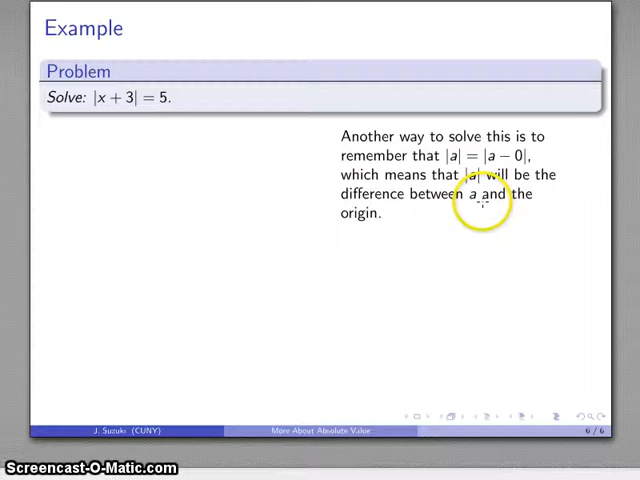 Example
Problem
Solve: |x + 3| = 5.
Another way to solve this is to
remember that |a| = |a − 0|,
which means that |a| will be the
difference between a and the
origin.
J. Suzuki (CUNY)
More About Absolute Value
6 / 6
Screencast-O-Matic.com